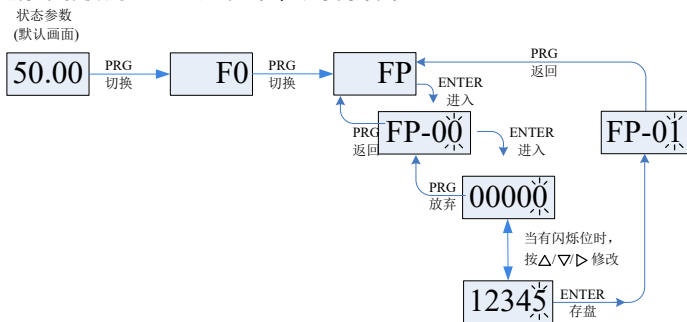 状态参数
(默认画面)
50.00
PRG
切换
F0
PRG
切换
FP
PRG
返回
ENTER
进入
PRG
返回
FP-00
ENTER
进入
FP-01
PRG
放弃
00000
当有闪烁位时，
按△/▽/▷ 修改
12345
ENTER
存盘